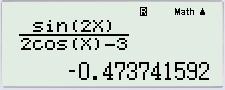 R Math ▲
sin(2X)
2cos(X)-3
-0.473741592